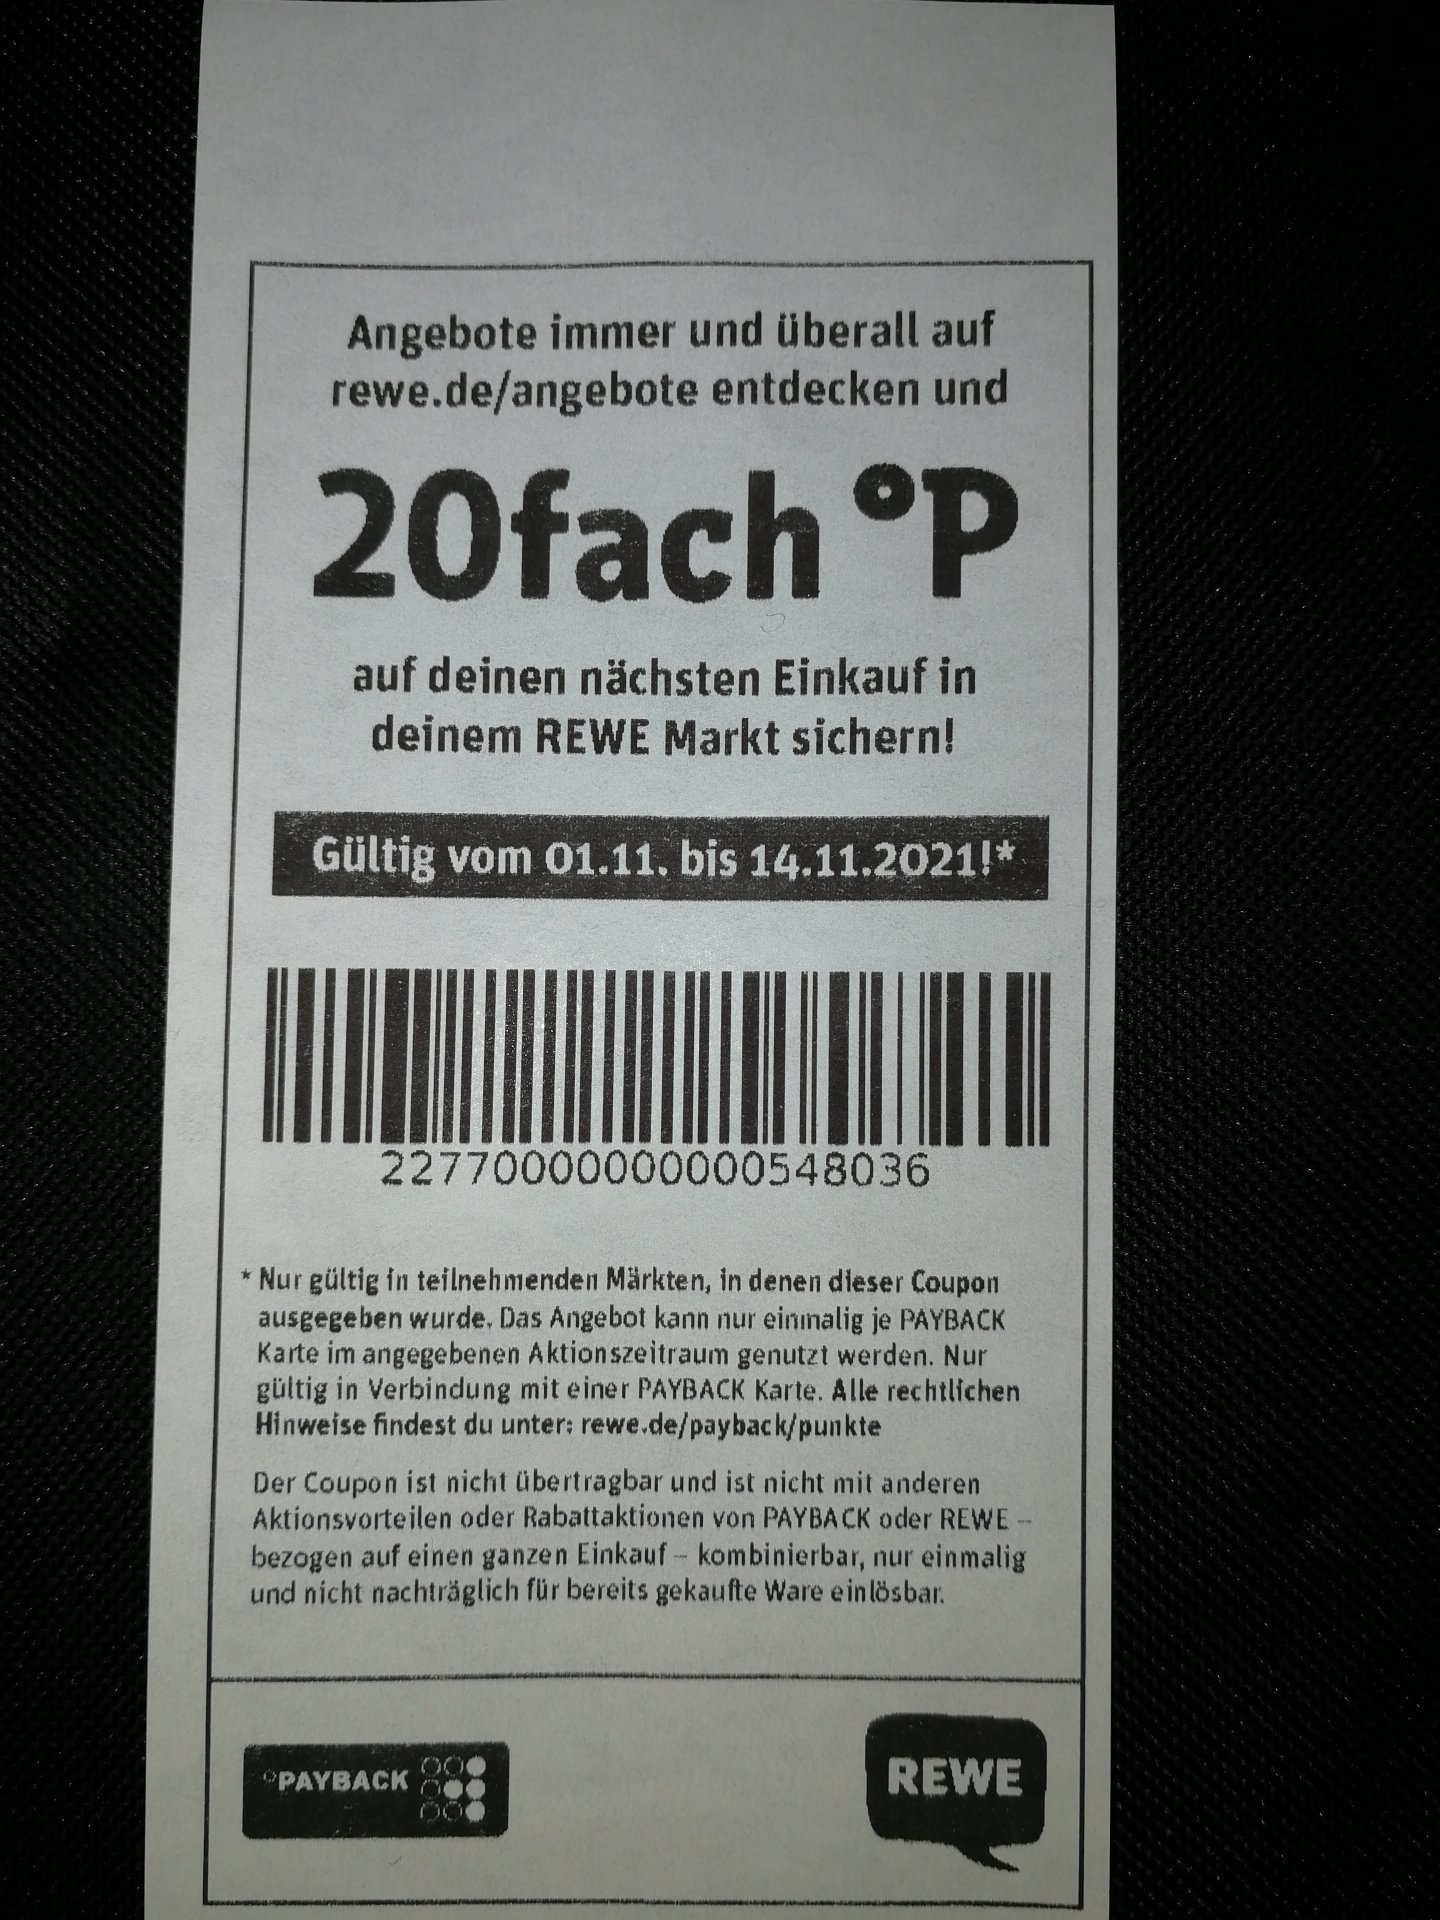 Angebote immer und überall auf
rewe.de/angebote entdecken und
20fach °P
auf deinen nächsten Einkauf in
deinem REWE Markt sichern!
Gültig vom 01.11. bis 14.11.2021!*
22770000000000548036
* Nur gültig in teilnehmenden Märkten, in denen dieser Coupon
ausgegeben wurde. Das Angebot kann nur einmalig je PAYBACK
Karte im angegebenen Aktionszeitraum genutzt werden. Nur
gültig in Verbindung mit einer PAYBACK Karte. Alle rechtlichen
Hinweise findest du unter: rewe.de/payback/punkte
Der Coupon ist nicht übertragbar und ist nicht mit anderen
Aktionsvorteilen oder Rabattaktionen von PAYBACK oder REWE –
bezogen auf einen ganzen Einkauf – kombinierbar, nur einmalig
und nicht nachträglich für bereits gekaufte Ware einlösbar.
°PAYBACK
REWE